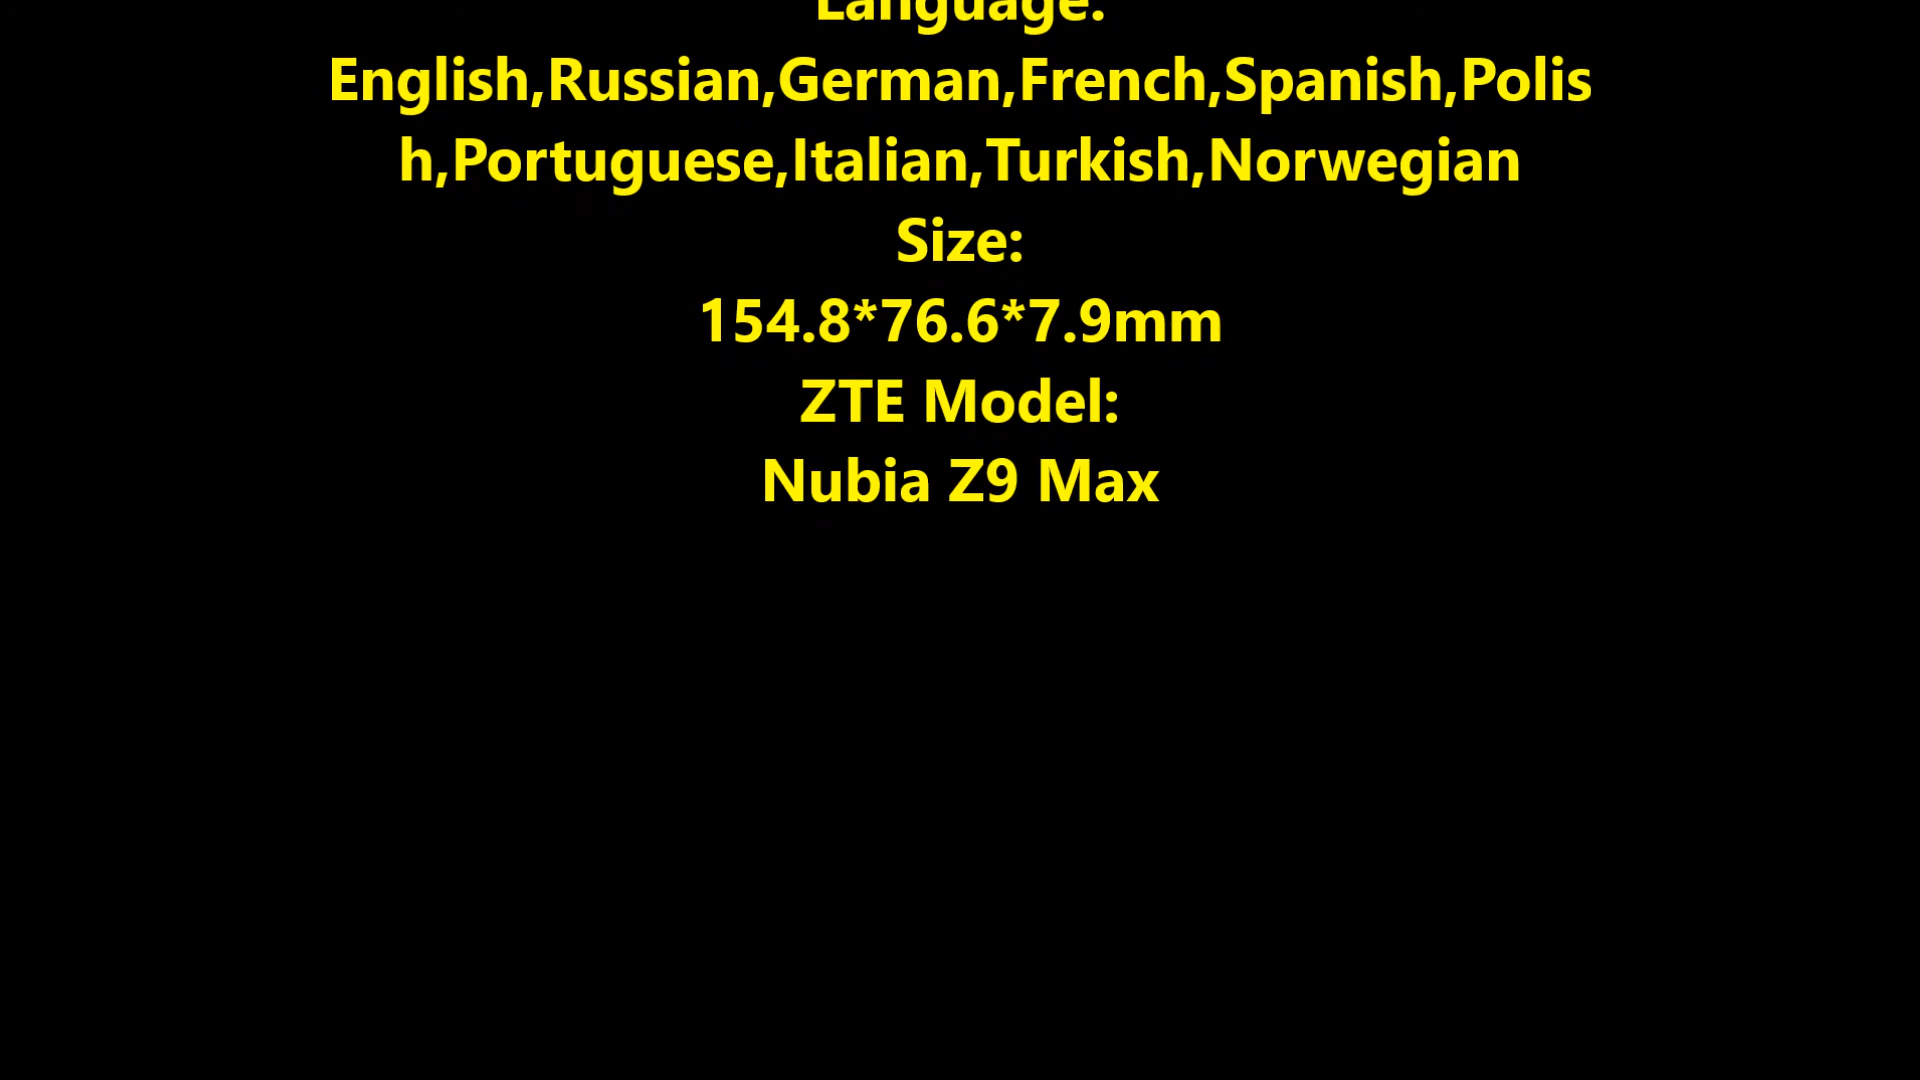 Language:
English,Russian,German,French,Spanish,Polis
h,Portuguese,Italian,Turkish,Norwegian
Size:
154.8*76.6*7.9mm
ZTE Model:
Nubia Z9 Max